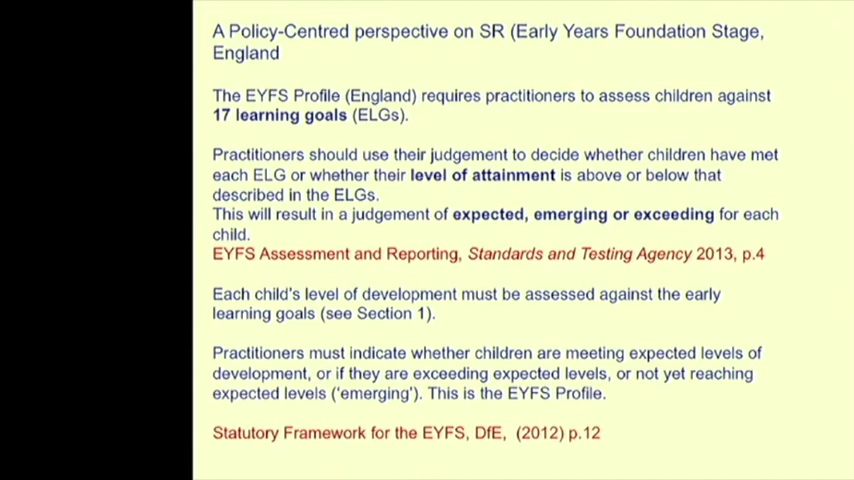 A Policy-Centred perspective on SR (Early Years Foundation Stage,
England
The EYFS Profile (England) requires practitioners to assess children against
17 learning goals (ELGs).
Practitioners should use their judgement to decide whether children have met
each ELG or whether their level of attainment is above or below that
described in the ELGs.
This will result in a judgement of expected, emerging or exceeding for each
child.
EYFS Assessment and Reporting, Standards and Testing Agency 2013, p.4
Each child's level of development must be assessed against the early
learning goals (see Section 1).
Practitioners must indicate whether children are meeting expected levels of
development, or if they are exceeding expected levels, or not yet reaching
expected levels (‘emerging’). This is the EYFS Profile.
Statutory Framework for the EYFS, DfE, (2012) p.12